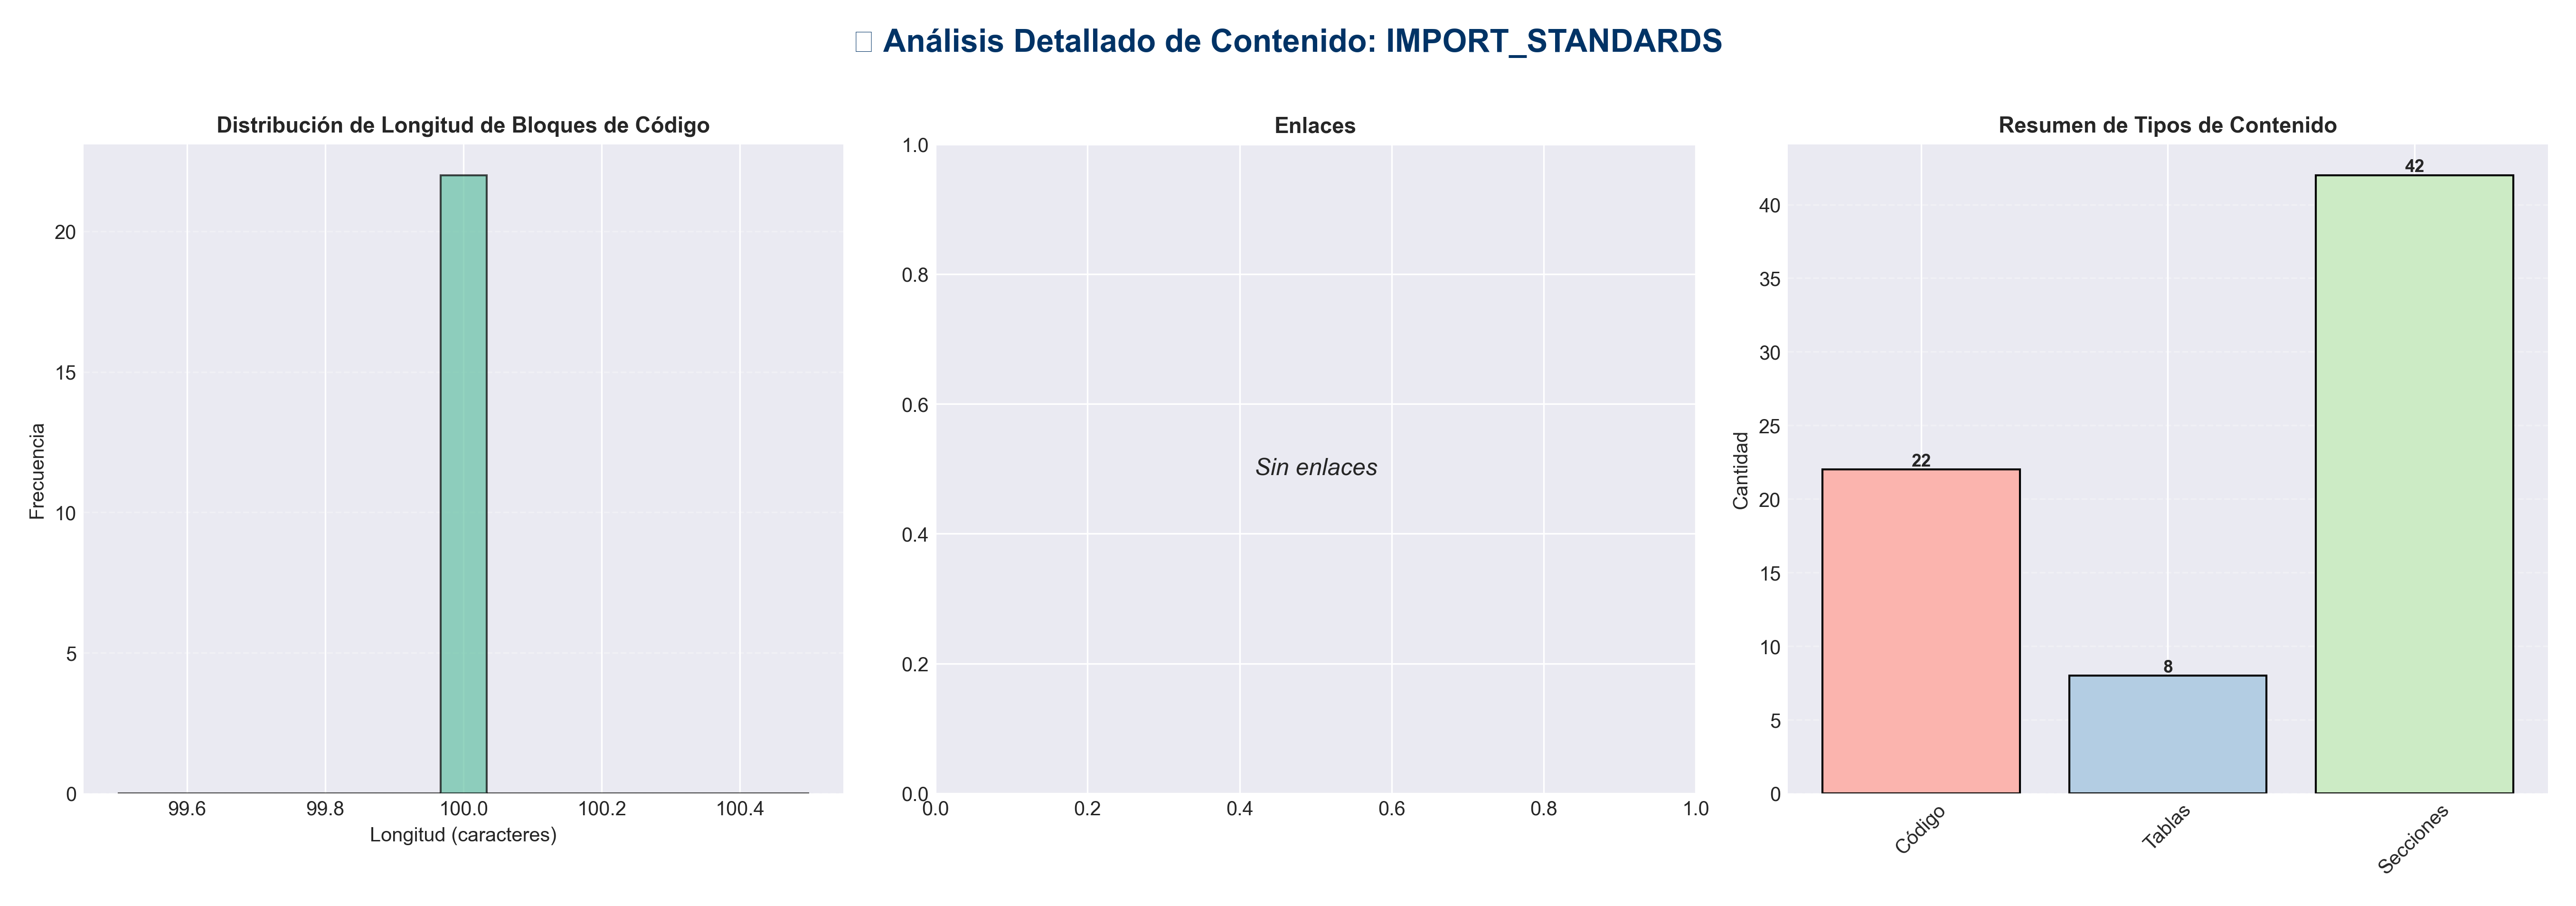 Análisis Detallado de Contenido: IMPORT_STANDARDS
Distribución de Longitud de Bloques de Código
Frecuencia
20
15
10
5
0
99.6 99.8 100.0 100.2 100.4
Longitud (caracteres)
Enlaces
1.0
0.8
0.6
0.4
0.2
0.0
Sin enlaces
0.0 0.2 0.4 0.6 0.8 1.0
Resumen de Tipos de Contenido
Cantidad
40
35
30
25
20
15
10
5
0
22
8
42
Código
Tablas
Secciones